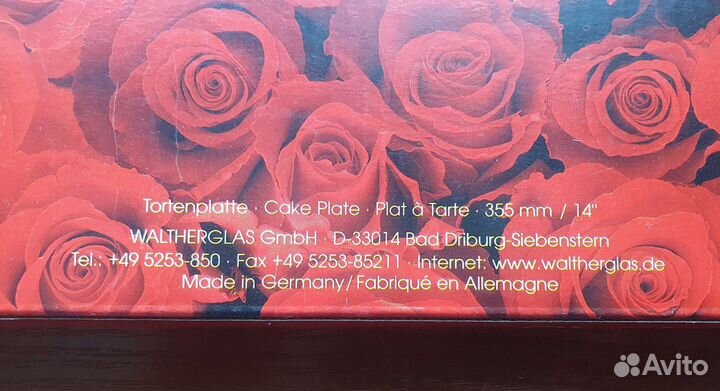 Tortenplatte · Cake Plate · Plat à Tarte · 355 mm / 14"
WALTHERGLAS GmbH · D-33014 Bad Driburg-Siebenstern
Tel.: +49 5253-850 · Fax +49 5253-85211 · Internet: www.waltherglas.de
Made in Germany/Fabriqué en Allemagne
Avito